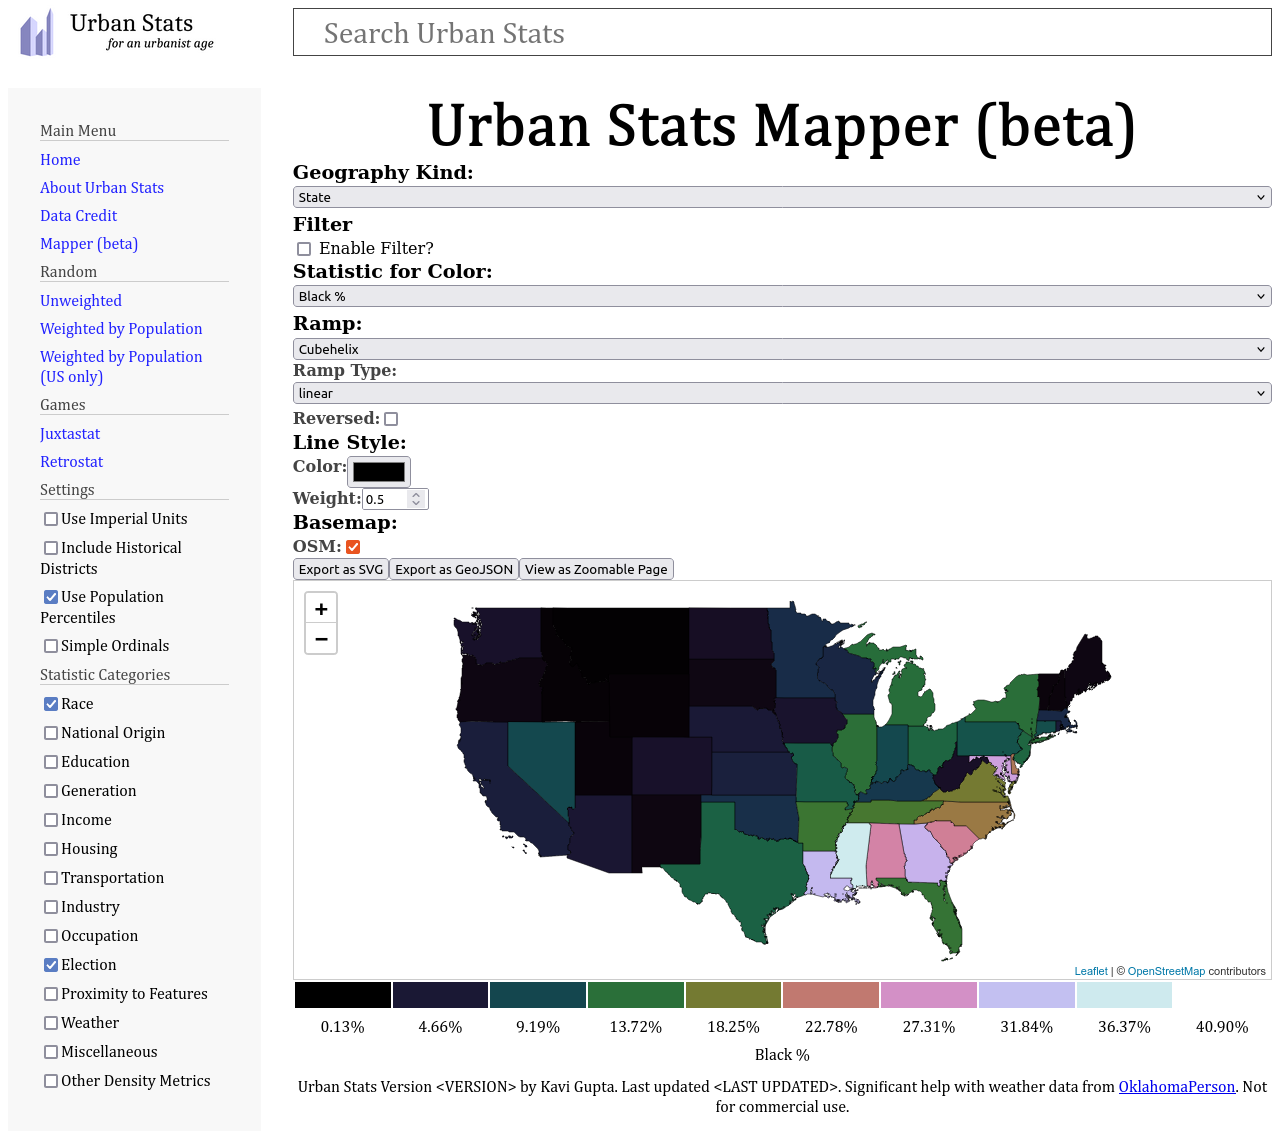 Urban Stats
for an urbanist age
Search Urban Stats
Main Menu
Home
About Urban Stats
Data Credit
Mapper (beta)
Random
Unweighted
Weighted by Population
Weighted by Population
(US only)
Games
Juxtastat
Retrostat
Settings
Use Imperial Units
Include Historical
Districts
Use Population
Percentiles
Simple Ordinals
Statistic Categories
Race
National Origin
Education
Generation
Income
Housing
Transportation
Industry
Occupation
Election
Proximity to Features
Weather
Miscellaneous
Other Density Metrics
Urban Stats Mapper (beta)
Geography Kind:
State
Filter
Enable Filter?
Statistic for Color:
Black %
Ramp:
Cubehelix
Ramp Type:
linear
Reversed:
Line Style:
Color:
Weight: 0.5
Basemap:
OSM:
Export as SVG Export as GeoJSON View as Zoomable Page
+
−
Leaflet | © OpenStreetMap contributors
0.13% 4.66% 9.19% 13.72% 18.25% 22.78% 27.31% 31.84% 36.37% 40.90%
Black %
Urban Stats Version <VERSION> by Kavi Gupta. Last updated <LAST UPDATED>. Significant help with weather data from OklahomaPerson. Not
for commercial use.